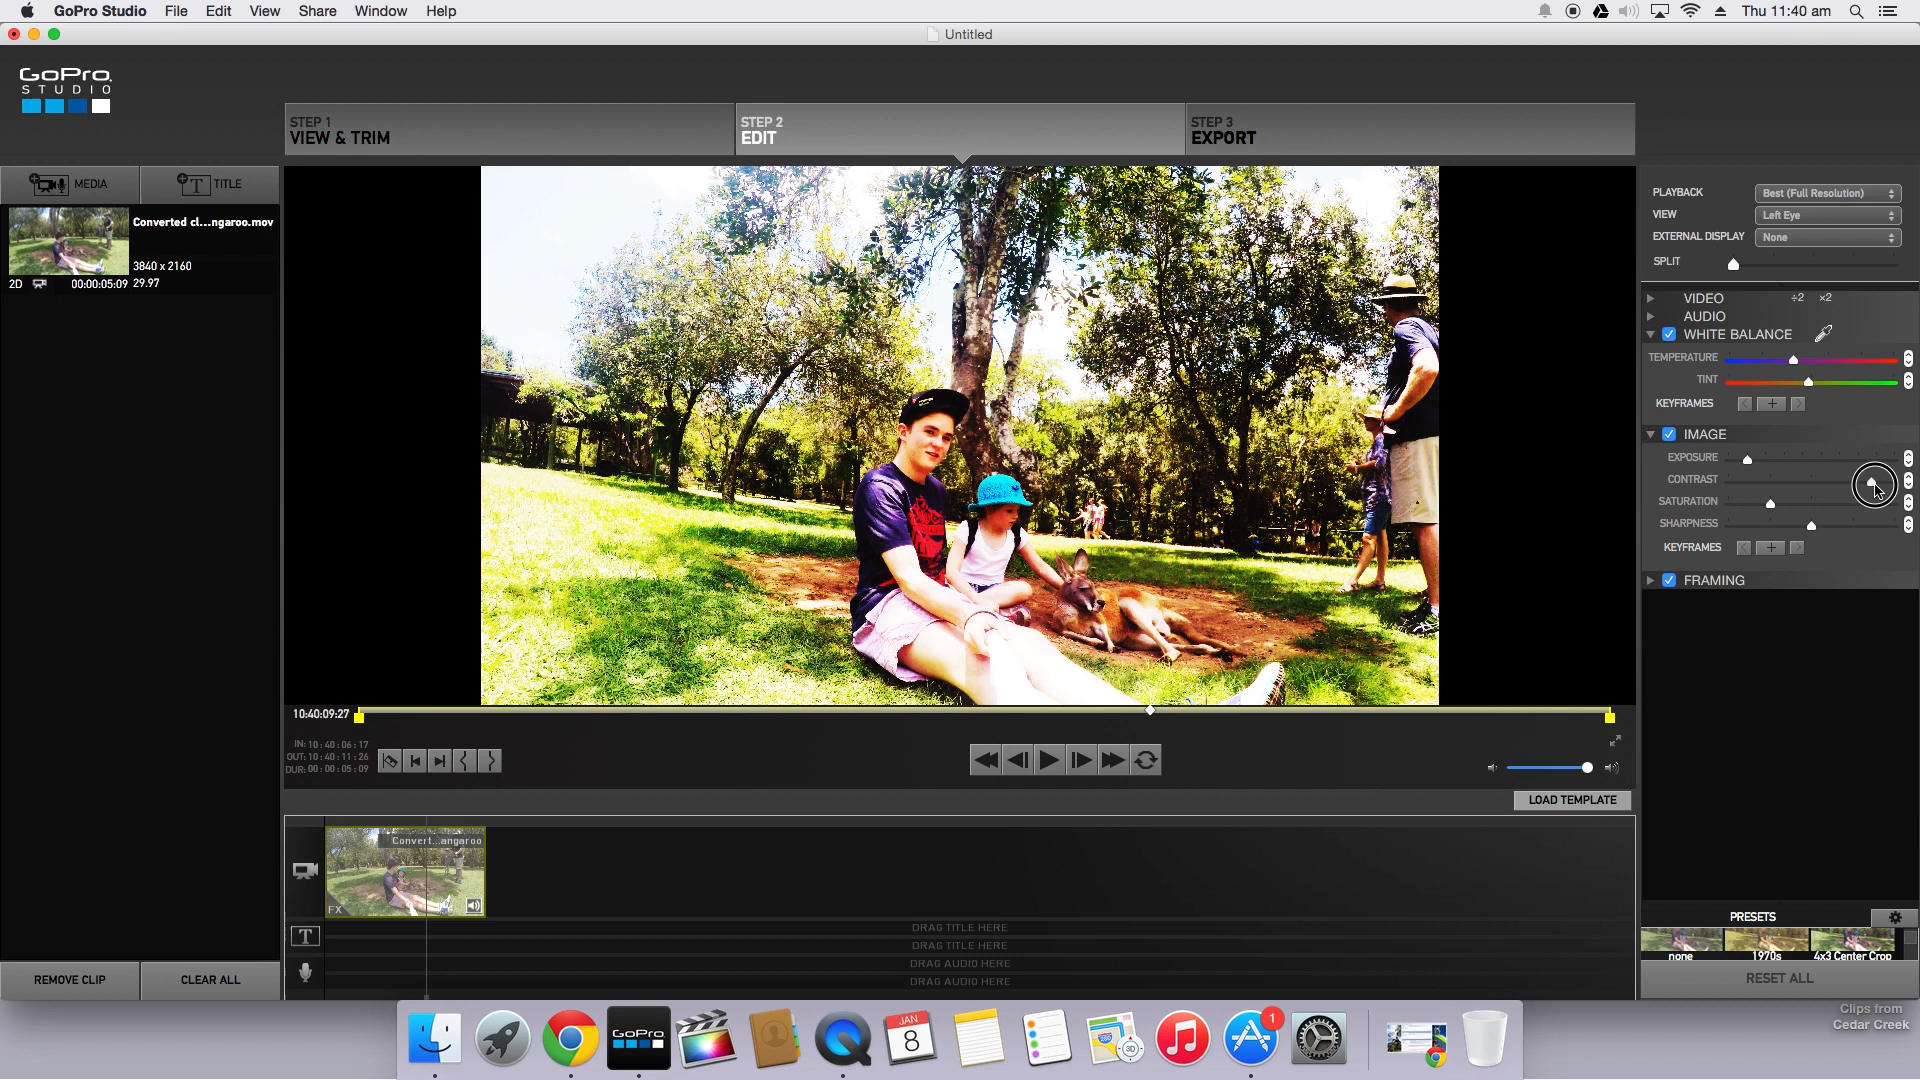 GoPro Studio File Edit View Share Window Help
Thu 11:40 am
Untitled
GoPro
STUDIO
STEP 1
VIEW & TRIM
STEP 2
EDIT
STEP 3
EXPORT
MEDIA
T TITLE
Converted cl...ngaroo.mov
3840 x 2160
2D 00:00:05:09 29.97
PLAYBACK Best (Full Resolution)
VIEW Left Eye
EXTERNAL DISPLAY None
SPLIT
VIDEO ÷2 ×2
AUDIO
WHITE BALANCE
TEMPERATURE
TINT
KEYFRAMES +
IMAGE
EXPOSURE
CONTRAST
SATURATION
SHARPNESS
KEYFRAMES +
FRAMING
10:40:09:27
IN: 10:40:06:17
OUT: 10:40:11:26
DUR: 00:00:05:09
LOAD TEMPLATE
Convert...angaroo
FX
T
DRAG TITLE HERE
DRAG TITLE HERE
DRAG AUDIO HERE
DRAG AUDIO HERE
REMOVE CLIP CLEAR ALL
PRESETS
none 1970s 4x3 Center Crop
RESET ALL
Clips from
Cedar Creek
GoPro
JAN
8
3D
1